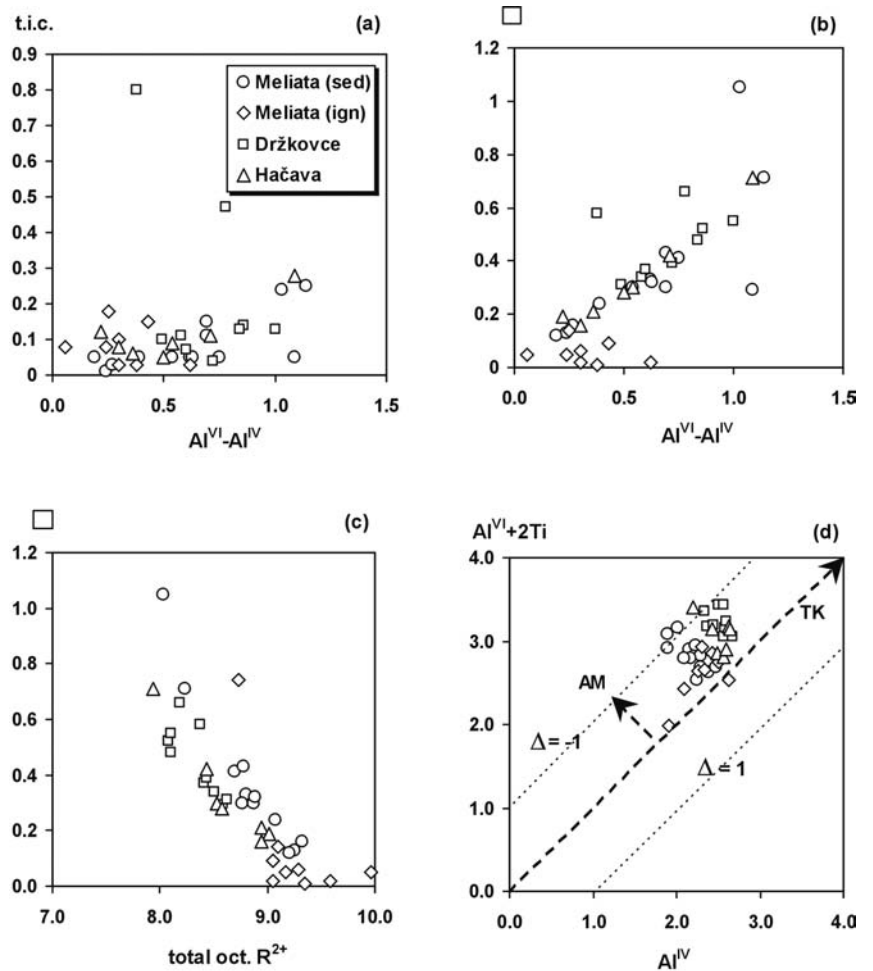 t.i.c. (a)
0.9
0.8
0.7
0.6
0.5
0.4
0.3
0.2
0.1
0
0.0 0.5 1.0 1.5
Meliata (sed)
Meliata (ign)
Držkovce
Hačava
Al^VI-Al^IV
□ (b)
1.2
1
0.8
0.6
0.4
0.2
0
0.0 0.5 1.0 1.5
Al^VI-Al^IV
□ (c)
1.2
1.0
0.8
0.6
0.4
0.2
0.0
7.0 8.0 9.0 10.0
total oct. R^2+
Al^VI+2Ti (d)
4.0
3.0
2.0
1.0
0.0
0.0 1.0 2.0 3.0 4.0
TK
AM
Δ = -1
Δ = 1
Al^IV